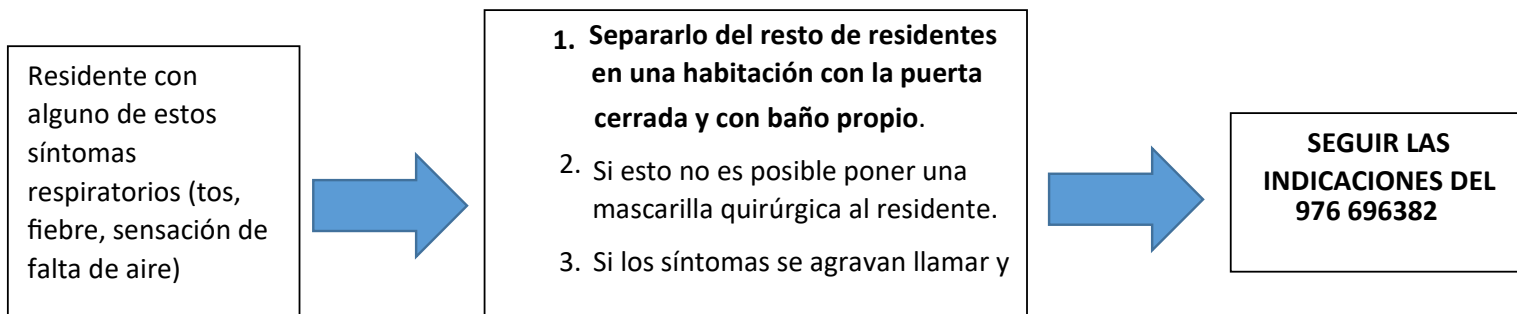 Residente con
alguno de estos
síntomas
respiratorios (tos,
fiebre, sensación de
falta de aire)
1. Separarlo del resto de residentes
en una habitación con la puerta
cerrada y con baño propio.
2. Si esto no es posible poner una
mascarilla quirúrgica al residente.
3. Si los síntomas se agravan llamar y
SEGUIR LAS
INDICACIONES DEL
976 696382